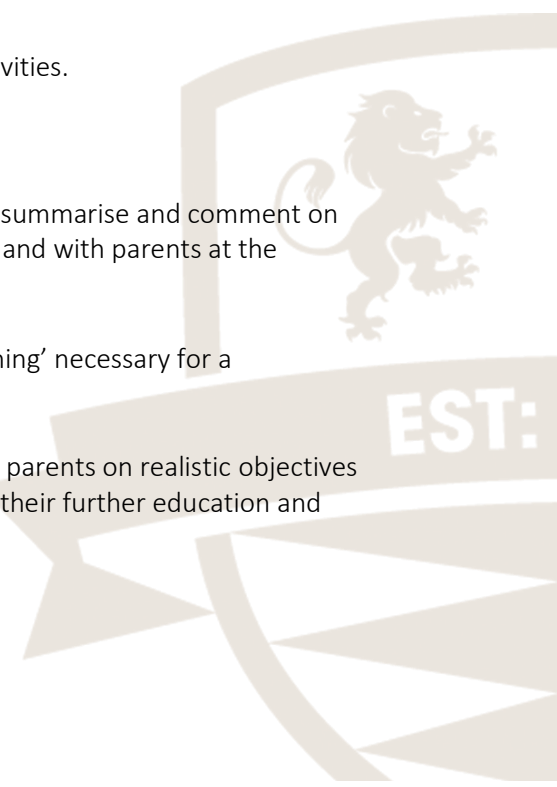 vities.
summarise and comment on
and with parents at the
ning’ necessary for a
EST:
parents on realistic objectives
their further education and